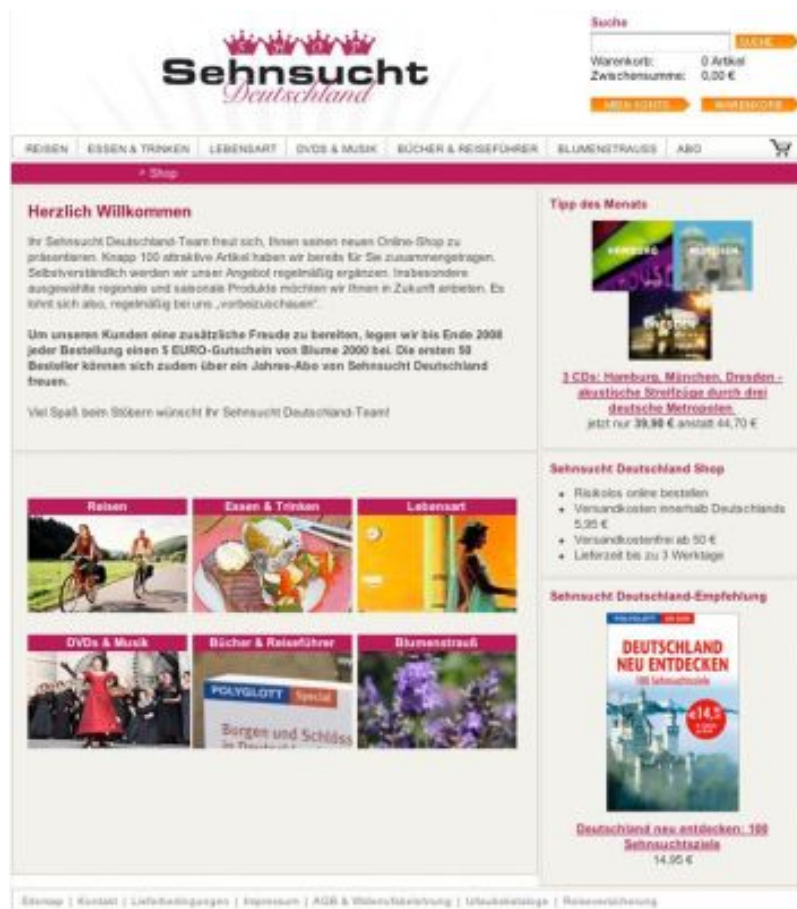 SHOP
Sehnsucht
Deutschland
Suche
SUCHE
Warenkorb: 0 Artikel
Zwischensumme: 0,00 €
MEIN KONTO
WARENKORB
REISEN
ESSEN & TRINKEN
LEBENSART
DVDS & MUSIK
BÜCHER & REISEFÜHRER
BLUMENSTRAUSS
ABO
Shop
Herzlich Willkommen
Ihr Sehnsucht Deutschland-Team freut sich, Ihnen seinen neuen Online-Shop zu
präsentieren. Knapp 100 attraktive Artikel haben wir bereits für Sie zusammengetragen.
Selbstverständlich werden wir unser Angebot regelmäßig ergänzen. Insbesondere
ausgewählte regionale und saisonale Produkte möchten wir Ihnen in Zukunft anbieten. Es
lohnt sich also, regelmäßig bei uns „vorbeizuschauen".
Um unseren Kunden eine zusätzliche Freude zu bereiten, legen wir bis Ende 2008
jeder Bestellung einen 5 EURO-Gutschein von Blume 2000 bei. Die ersten 50
Besteller können sich zudem über ein Jahres-Abo von Sehnsucht Deutschland
freuen.
Viel Spaß beim Stöbern wünscht Ihr Sehnsucht Deutschland-Team!
Reisen
Essen & Trinken
Lebensart
DVDs & Musik
Bücher & Reiseführer
Blumenstrauß
POLYGLOTT Special
Burgen und Schlöss
in Deutschland
Tipp des Monats
HAMBURG
MÜNCHEN
DRESDEN
3 CDs: Hamburg, München, Dresden -
akustische Streifzüge durch drei
deutsche Metropolen
jetzt nur 39,90 € anstatt 44,70 €
Sehnsucht Deutschland Shop
Risikolos online bestellen
Versandkosten innerhalb Deutschlands
5,95 €
Versandkostenfrei ab 50 €
Lieferzeit bis zu 3 Werktage
Sehnsucht Deutschland-Empfehlung
POLYGLOTT
DEUTSCHLAND
NEU ENTDECKEN
100 Sehnsuchtsziele
Deutschland neu entdecken: 100
Sehnsuchtsziele
14,95 €
Sitemap | Kontakt | Lieferbedingungen | Impressum | AGB & Widerrufsbelehrung | Urlaubskataloge | Reiseversicherung